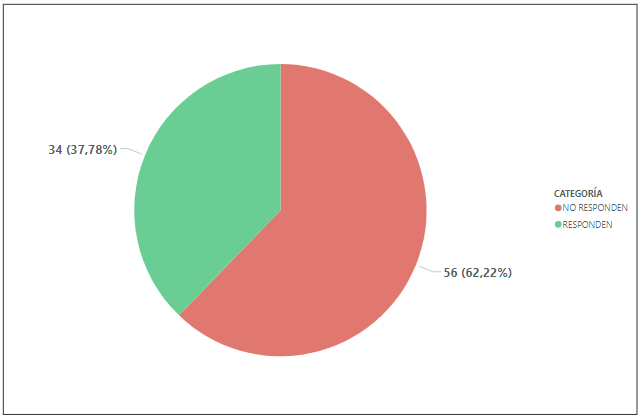 34 (37,78%)
56 (62,22%)
CATEGORÍA
NO RESPONDEN
RESPONDEN